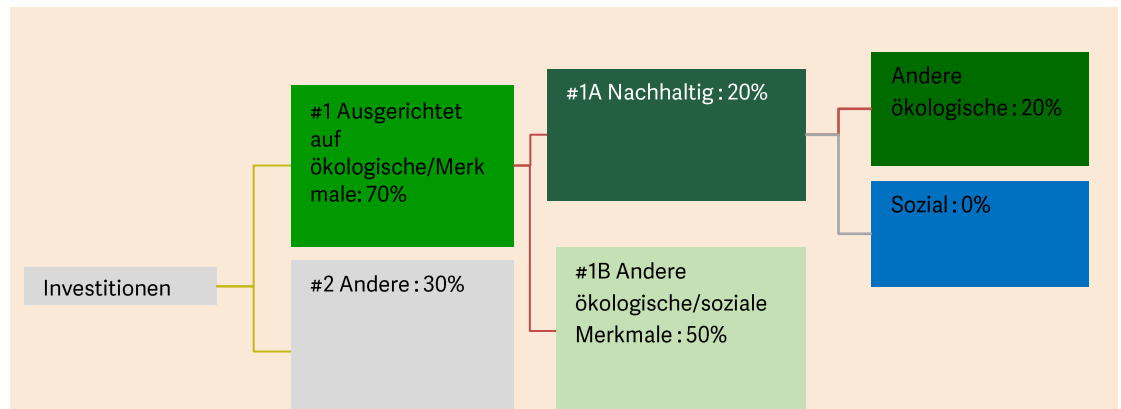 Investitionen
#1 Ausgerichtet
auf
ökologische/Merk
male: 70%
#2 Andere : 30%
#1A Nachhaltig : 20%
#1B Andere
ökologische/soziale
Merkmale : 50%
Andere
ökologische : 20%
Sozial : 0%